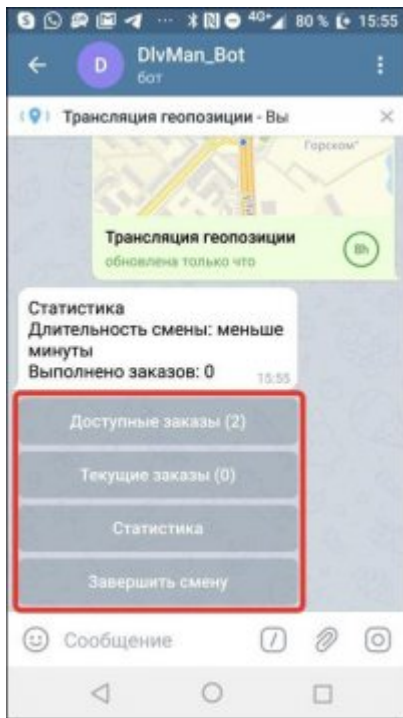 4G 80 % 15:55
D DlvMan_Bot
бот
Трансляция геопозиции - Вы
Горском"
Трансляция геопозиции
обновлена только что
8h
Статистика
Длительность смены: меньше
минуты
Выполнено заказов: 0 15:55
Доступные заказы (2)
Текущие заказы (0)
Статистика
Завершить смену
Сообщение